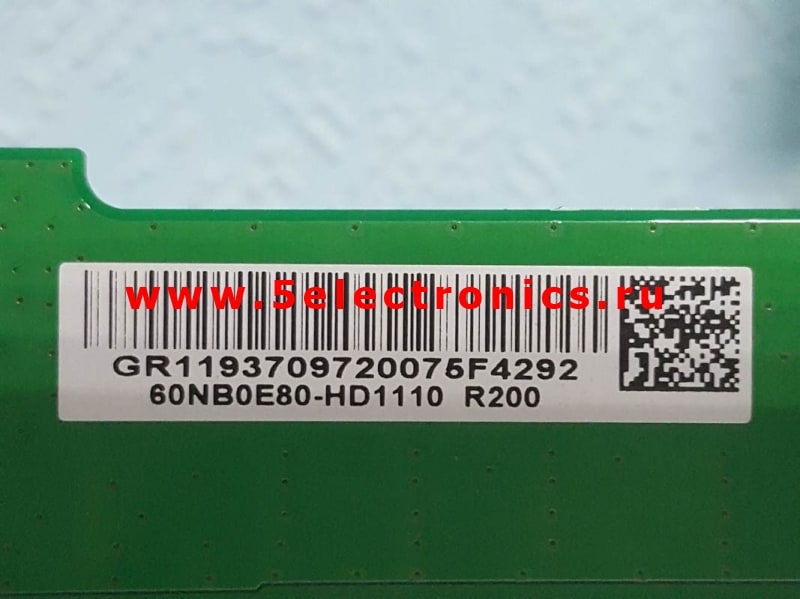 www.5electronics.ru
GR1193709720075F4292
60NB0E80-HD1110 R200